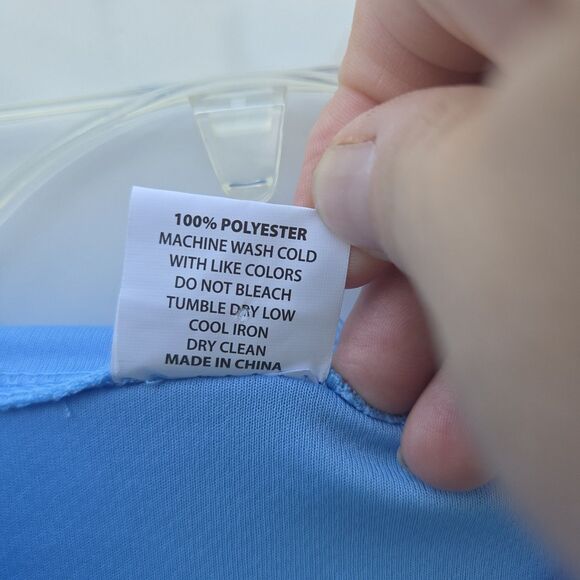 100% POLYESTER
MACHINE WASH COLD
WITH LIKE COLORS
DO NOT BLEACH
TUMBLE DRY LOW
COOL IRON
DRY CLEAN
MADE IN CHINA